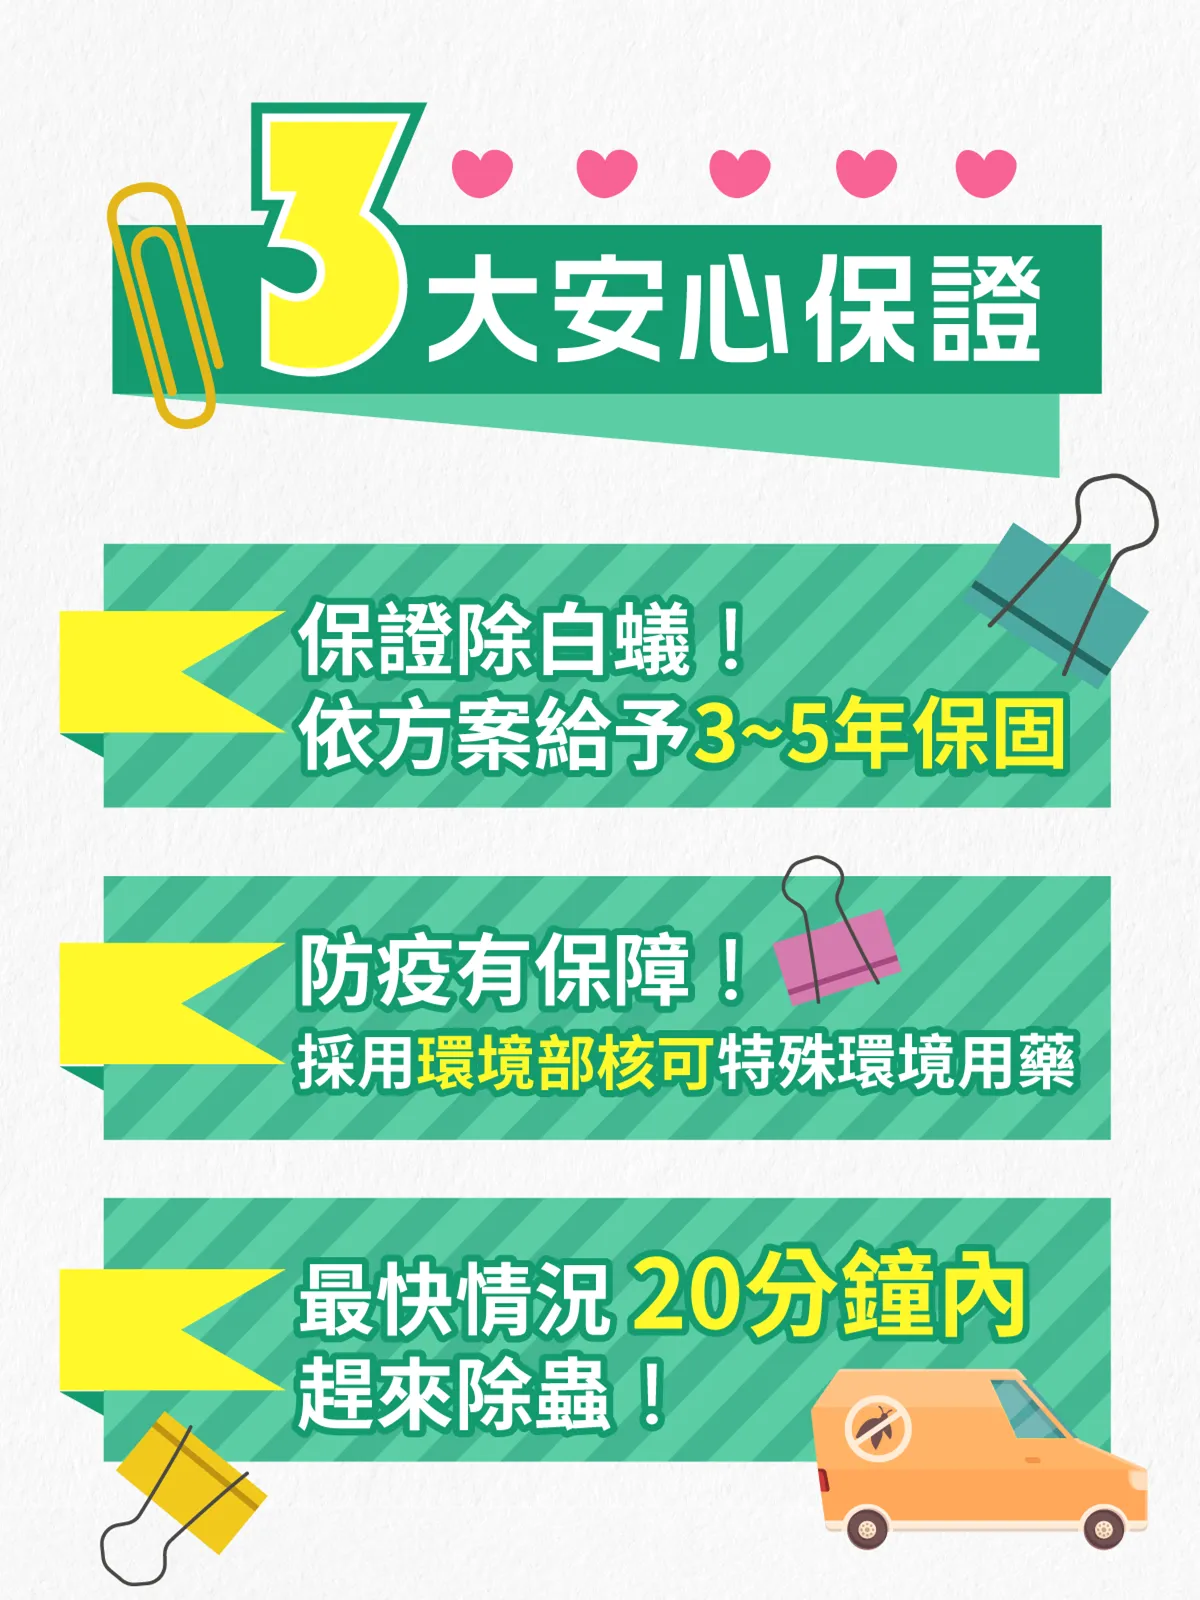 3大安心保證
保證除白蟻！
依方案給予3~5年保固
防疫有保障！
採用環境部核可特殊環境用藥
最快情況20分鐘內
趕來除蟲！